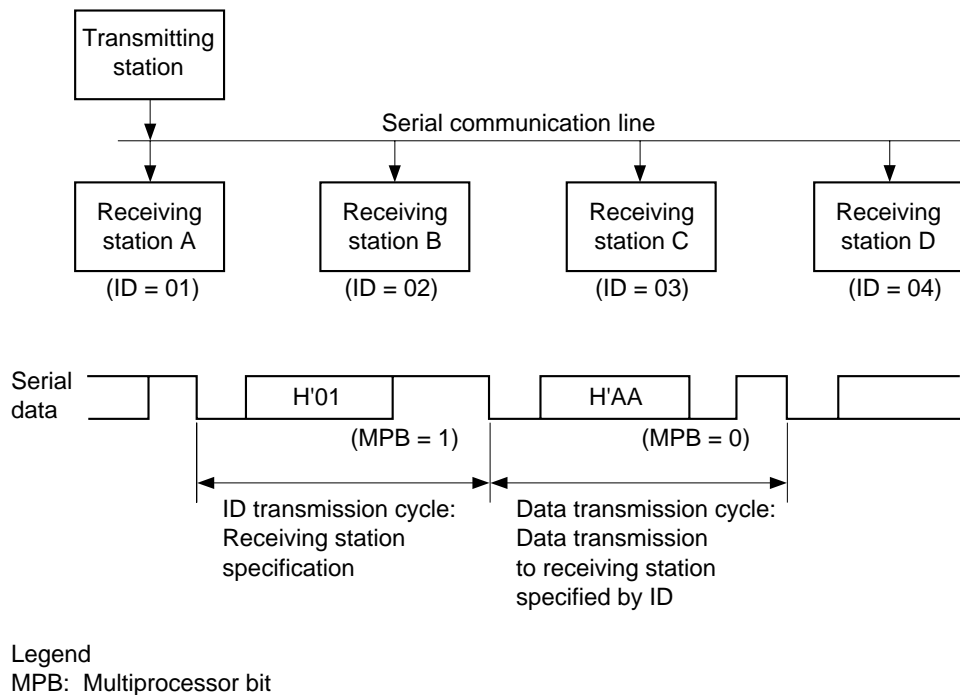 Transmitting
station
Serial communication line
Receiving
station A
Receiving
station B
Receiving
station C
Receiving
station D
(ID = 01)
(ID = 02)
(ID = 03)
(ID = 04)
Serial
data
H'01
H'AA
(MPB = 1)
(MPB = 0)
ID transmission cycle:
Receiving station
specification
Data transmission cycle:
Data transmission
to receiving station
specified by ID
Legend
MPB: Multiprocessor bit